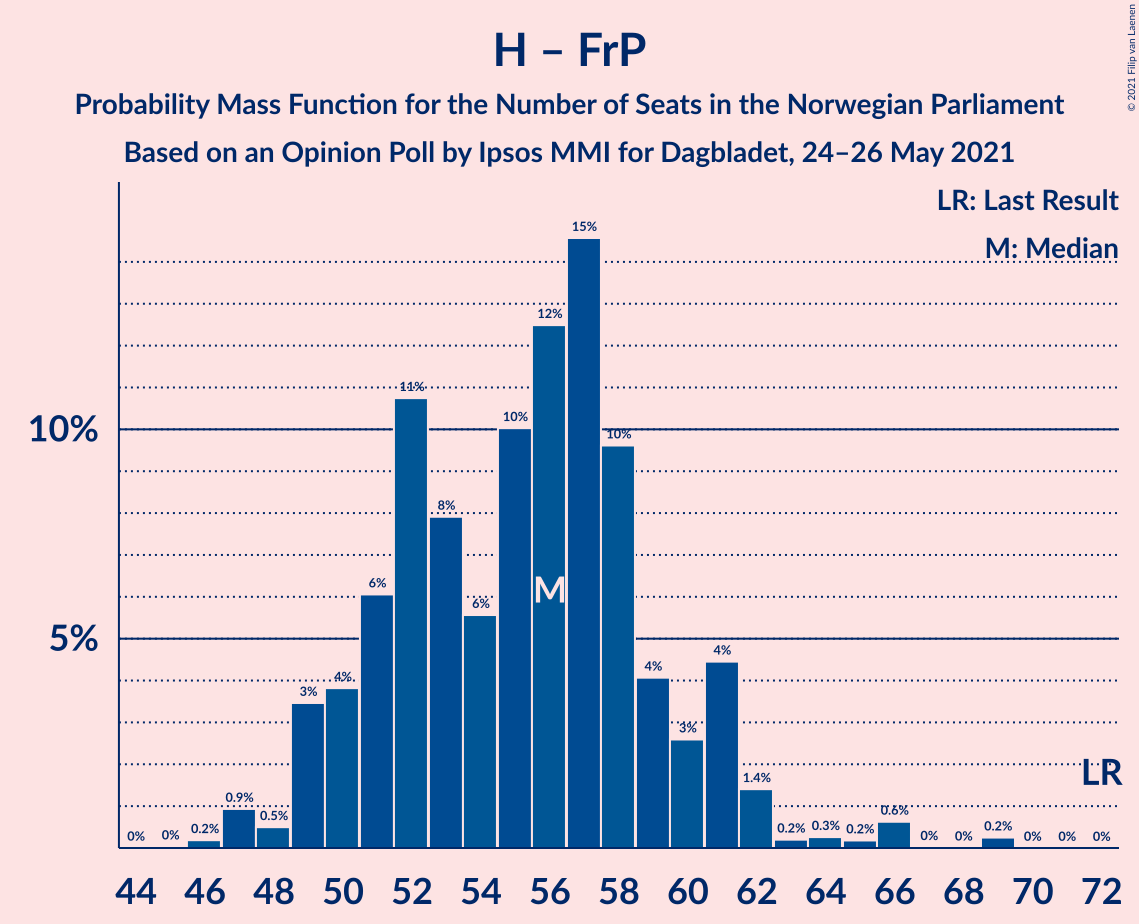 H – FrP
Probability Mass Function for the Number of Seats in the Norwegian Parliament
Based on an Opinion Poll by Ipsos MMI for Dagbladet, 24–26 May 2021
© 2021 Filip van Laenen
LR: Last Result
M: Median
10%
5%
0% 0% 0.2% 0.9% 0.5% 3% 4% 6% 11% 8% 6% 10% 12% 15% 10% 4% 3% 4% 1.4% 0.2% 0.3% 0.2% 0.6% 0% 0% 0.2% 0% 0% 0%
M
LR
44 46 48 50 52 54 56 58 60 62 64 66 68 70 72